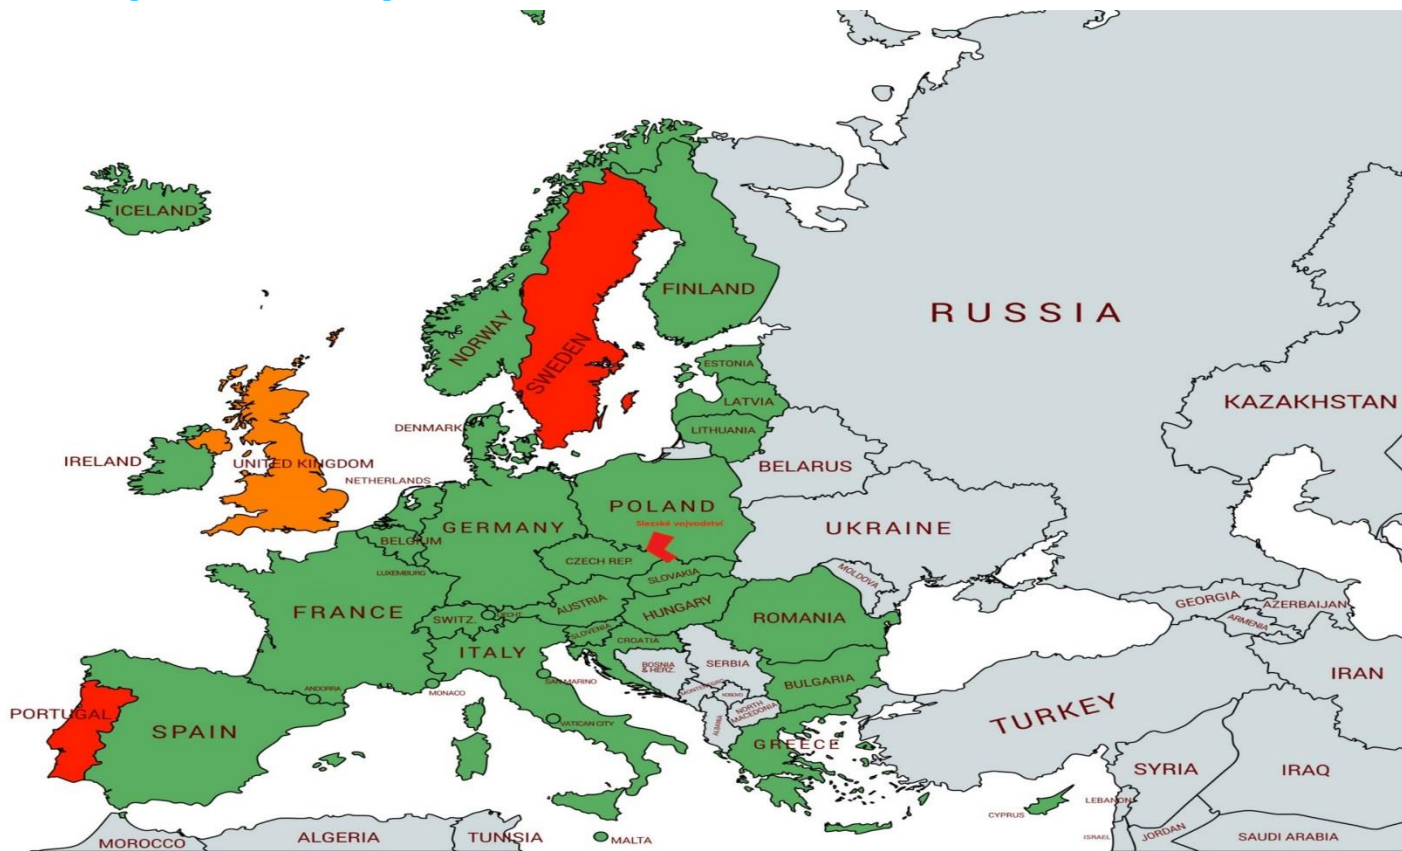 ICELAND
FINLAND
NORWAY
SWEDEN
RUSSIA
ESTONIA
LATVIA
LITHUANIA
KAZAKHSTAN
DENMARK
IRELAND
UNITED KINGDOM
NETHERLANDS
BELARUS
POLAND
Slezské vojvodství
GERMANY
UKRAINE
BELGIUM
CZECH REP.
LUXEMBURG
SLOVAKIA
MOLDOVA
FRANCE
SWITZ.
LIECHT.
AUSTRIA
HUNGARY
ROMANIA
GEORGIA
AZERBAIJAN
ARMENIA
SLOVENIA
CROATIA
ITALY
BOSNIA
& HERZ.
SERBIA
IRAN
SAN MARINO
MONTENEGRO
KOSOVO
BULGARIA
ANDORRA
MONACO
PORTUGAL
SPAIN
VATICAN CITY
ALBANIA
NORTH
MACEDONIA
TURKEY
GREECE
SYRIA
IRAQ
CYPRUS
LEBANON
MOROCCO
ALGERIA
TUNISIA
MALTA
ISRAEL
JORDAN
SAUDI ARABIA